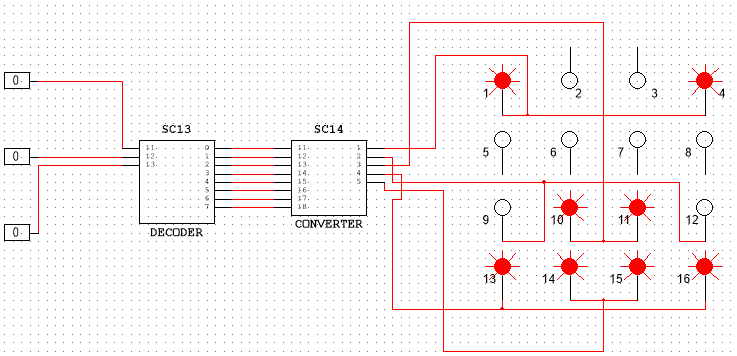 1 2 3 4
0
SC13 SC14
5 6 7 8
0
I1 0 I1 1
I2 1 I2 2
I3 2 I3 3
3 I4 4
4 I5 5
5 I6
6 I7
7 I8
9 10 11 12
CONVERTER
DECODER
0
13 14 15 16